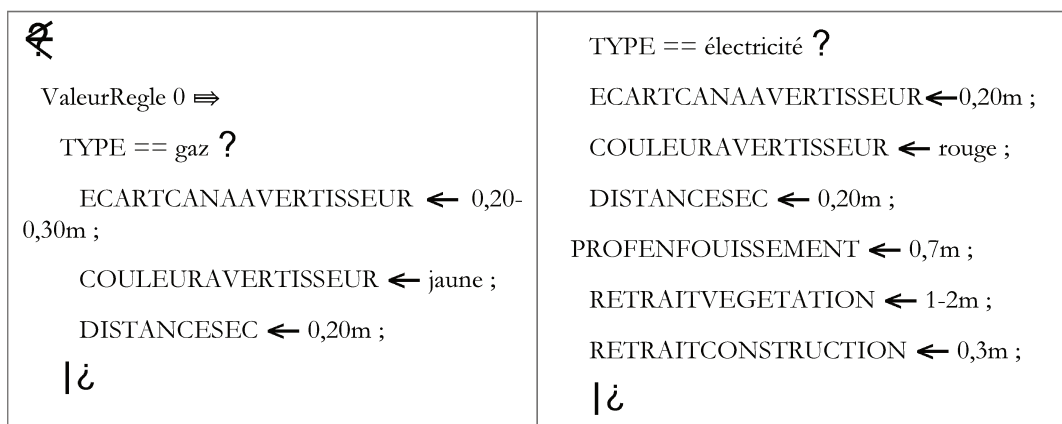 ValeurRegle 0 ⇛
TYPE == gaz ?
ECARTCANAAVERTISSEUR ← 0,20-
0,30m ;
COULEURAVERTISSEUR ← jaune ;
DISTANCESEC ← 0,20m ;
|¿
TYPE == électricité ?
ECARTCANAAVERTISSEUR←0,20m ;
COULEURAVERTISSEUR ← rouge ;
DISTANCESEC ← 0,20m ;
PROFENFOUISSEMENT ← 0,7m ;
RETRAITVEGETATION ← 1-2m ;
RETRAITCONSTRUCTION ← 0,3m ;
|¿